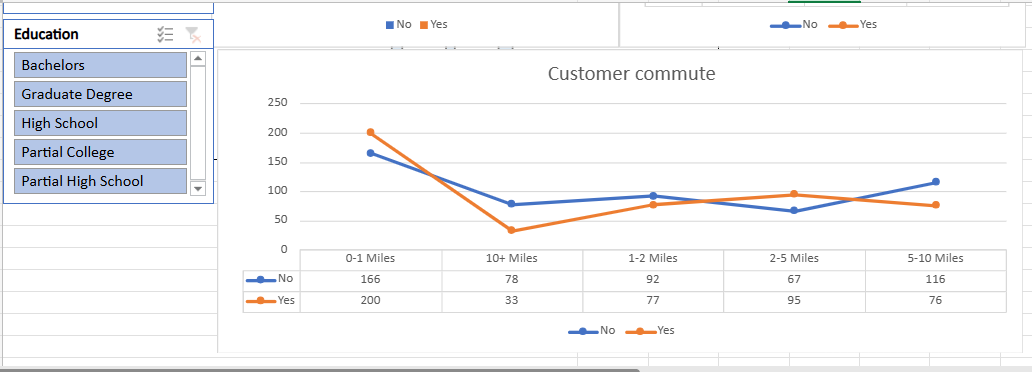 No Yes
No Yes
Education
Bachelors
Graduate Degree
High School
Partial College
Partial High School
Customer commute
250
200
150
100
50
0
0-1 Miles 10+ Miles 1-2 Miles 2-5 Miles 5-10 Miles
No 166 78 92 67 116
Yes 200 33 77 95 76
No Yes